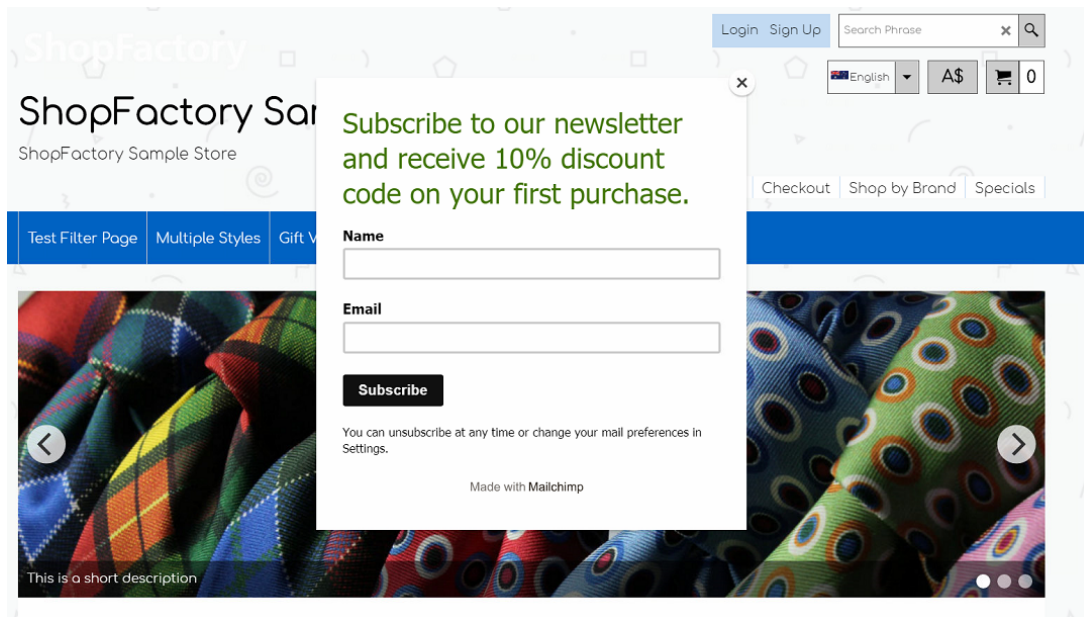 ShopFactory
Login Sign Up
Search Phrase
English
A$
0
ShopFactory Sa
ShopFactory Sample Store
Checkout
Shop by Brand
Specials
Test Filter Page
Multiple Styles
Gift V
Subscribe to our newsletter
and receive 10% discount
code on your first purchase.
Name
Email
Subscribe
You can unsubscribe at any time or change your mail preferences in
Settings.
Made with Mailchimp
This is a short description